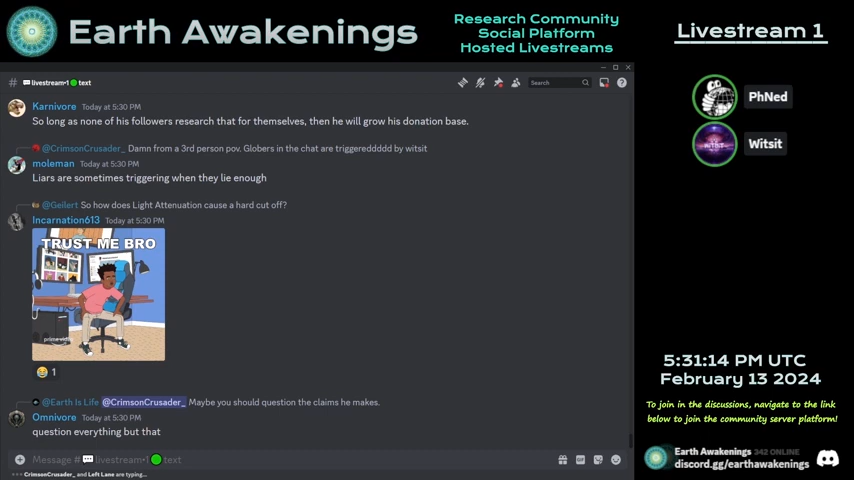 Earth Awakenings
Research Community
Social Platform
Hosted Livestreams
Livestream 1
# livestream•1 text
Search
Karnivore Today at 5:30 PM
So long as none of his followers research that for themselves, then he will grow his donation base.
@CrimsonCrusader_ Damn from a 3rd person pov. Globers in the chat are triggereddddd by witsit
moleman Today at 5:30 PM
Liars are sometimes triggering when they lie enough
@Geilert So how does Light Attenuation cause a hard cut off?
Incarnation613 Today at 5:30 PM
TRUST ME BRO
prime video
1
@Earth Is Life @CrimsonCrusader_ Maybe you should question the claims he makes.
Omnivore Today at 5:30 PM
question everything but that
Message # livestream•1 text
CrimsonCrusader_ and Left Lane are typing...
PhNed
Witsit
5:31:14 PM UTC
February 13 2024
To join in the discussions, navigate to the link
below to join the community server platform!
Earth Awakenings 342 ONLINE
discord.gg/earthawakenings